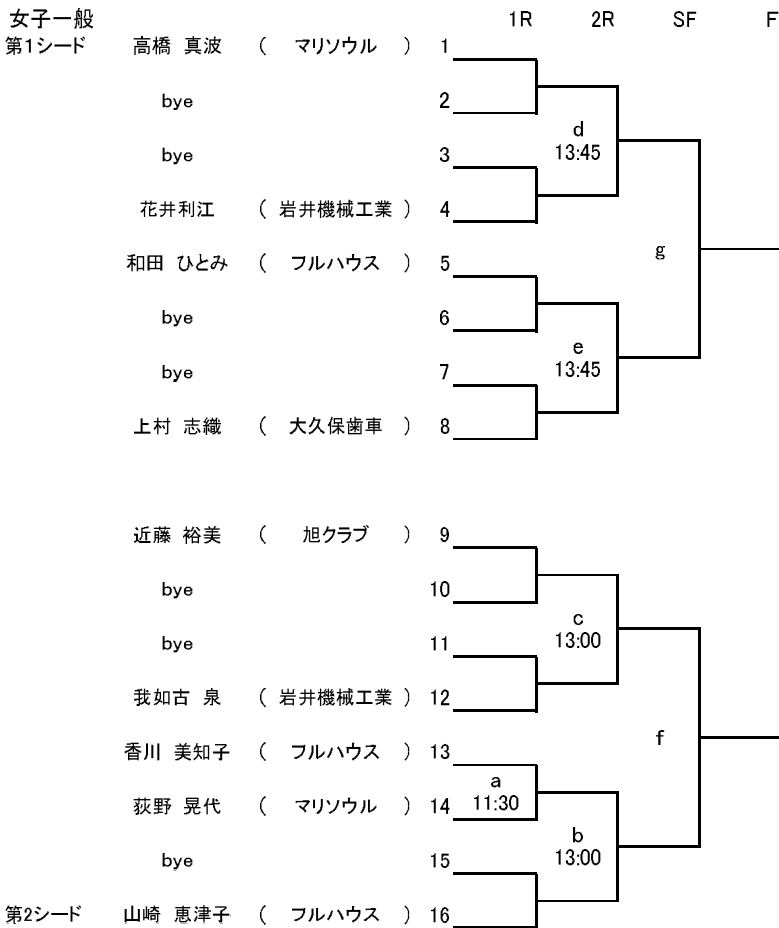 女子一般 1R 2R SF F
第1シード 高橋 真波 ( マリソウル ) 1
bye 2
d
bye 3 13:45
花井利江 ( 岩井機械工業 ) 4
和田 ひとみ ( フルハウス ) 5
g
bye 6
e
bye 7 13:45
上村 志織 ( 大久保歯車 ) 8
近藤 裕美 ( 旭クラブ ) 9
bye 10
c
bye 11 13:00
我如古 泉 ( 岩井機械工業 ) 12
香川 美知子 ( フルハウス ) 13
f
a
荻野 晃代 ( マリソウル ) 14 11:30
b
bye 15 13:00
第2シード 山崎 恵津子 ( フルハウス ) 16